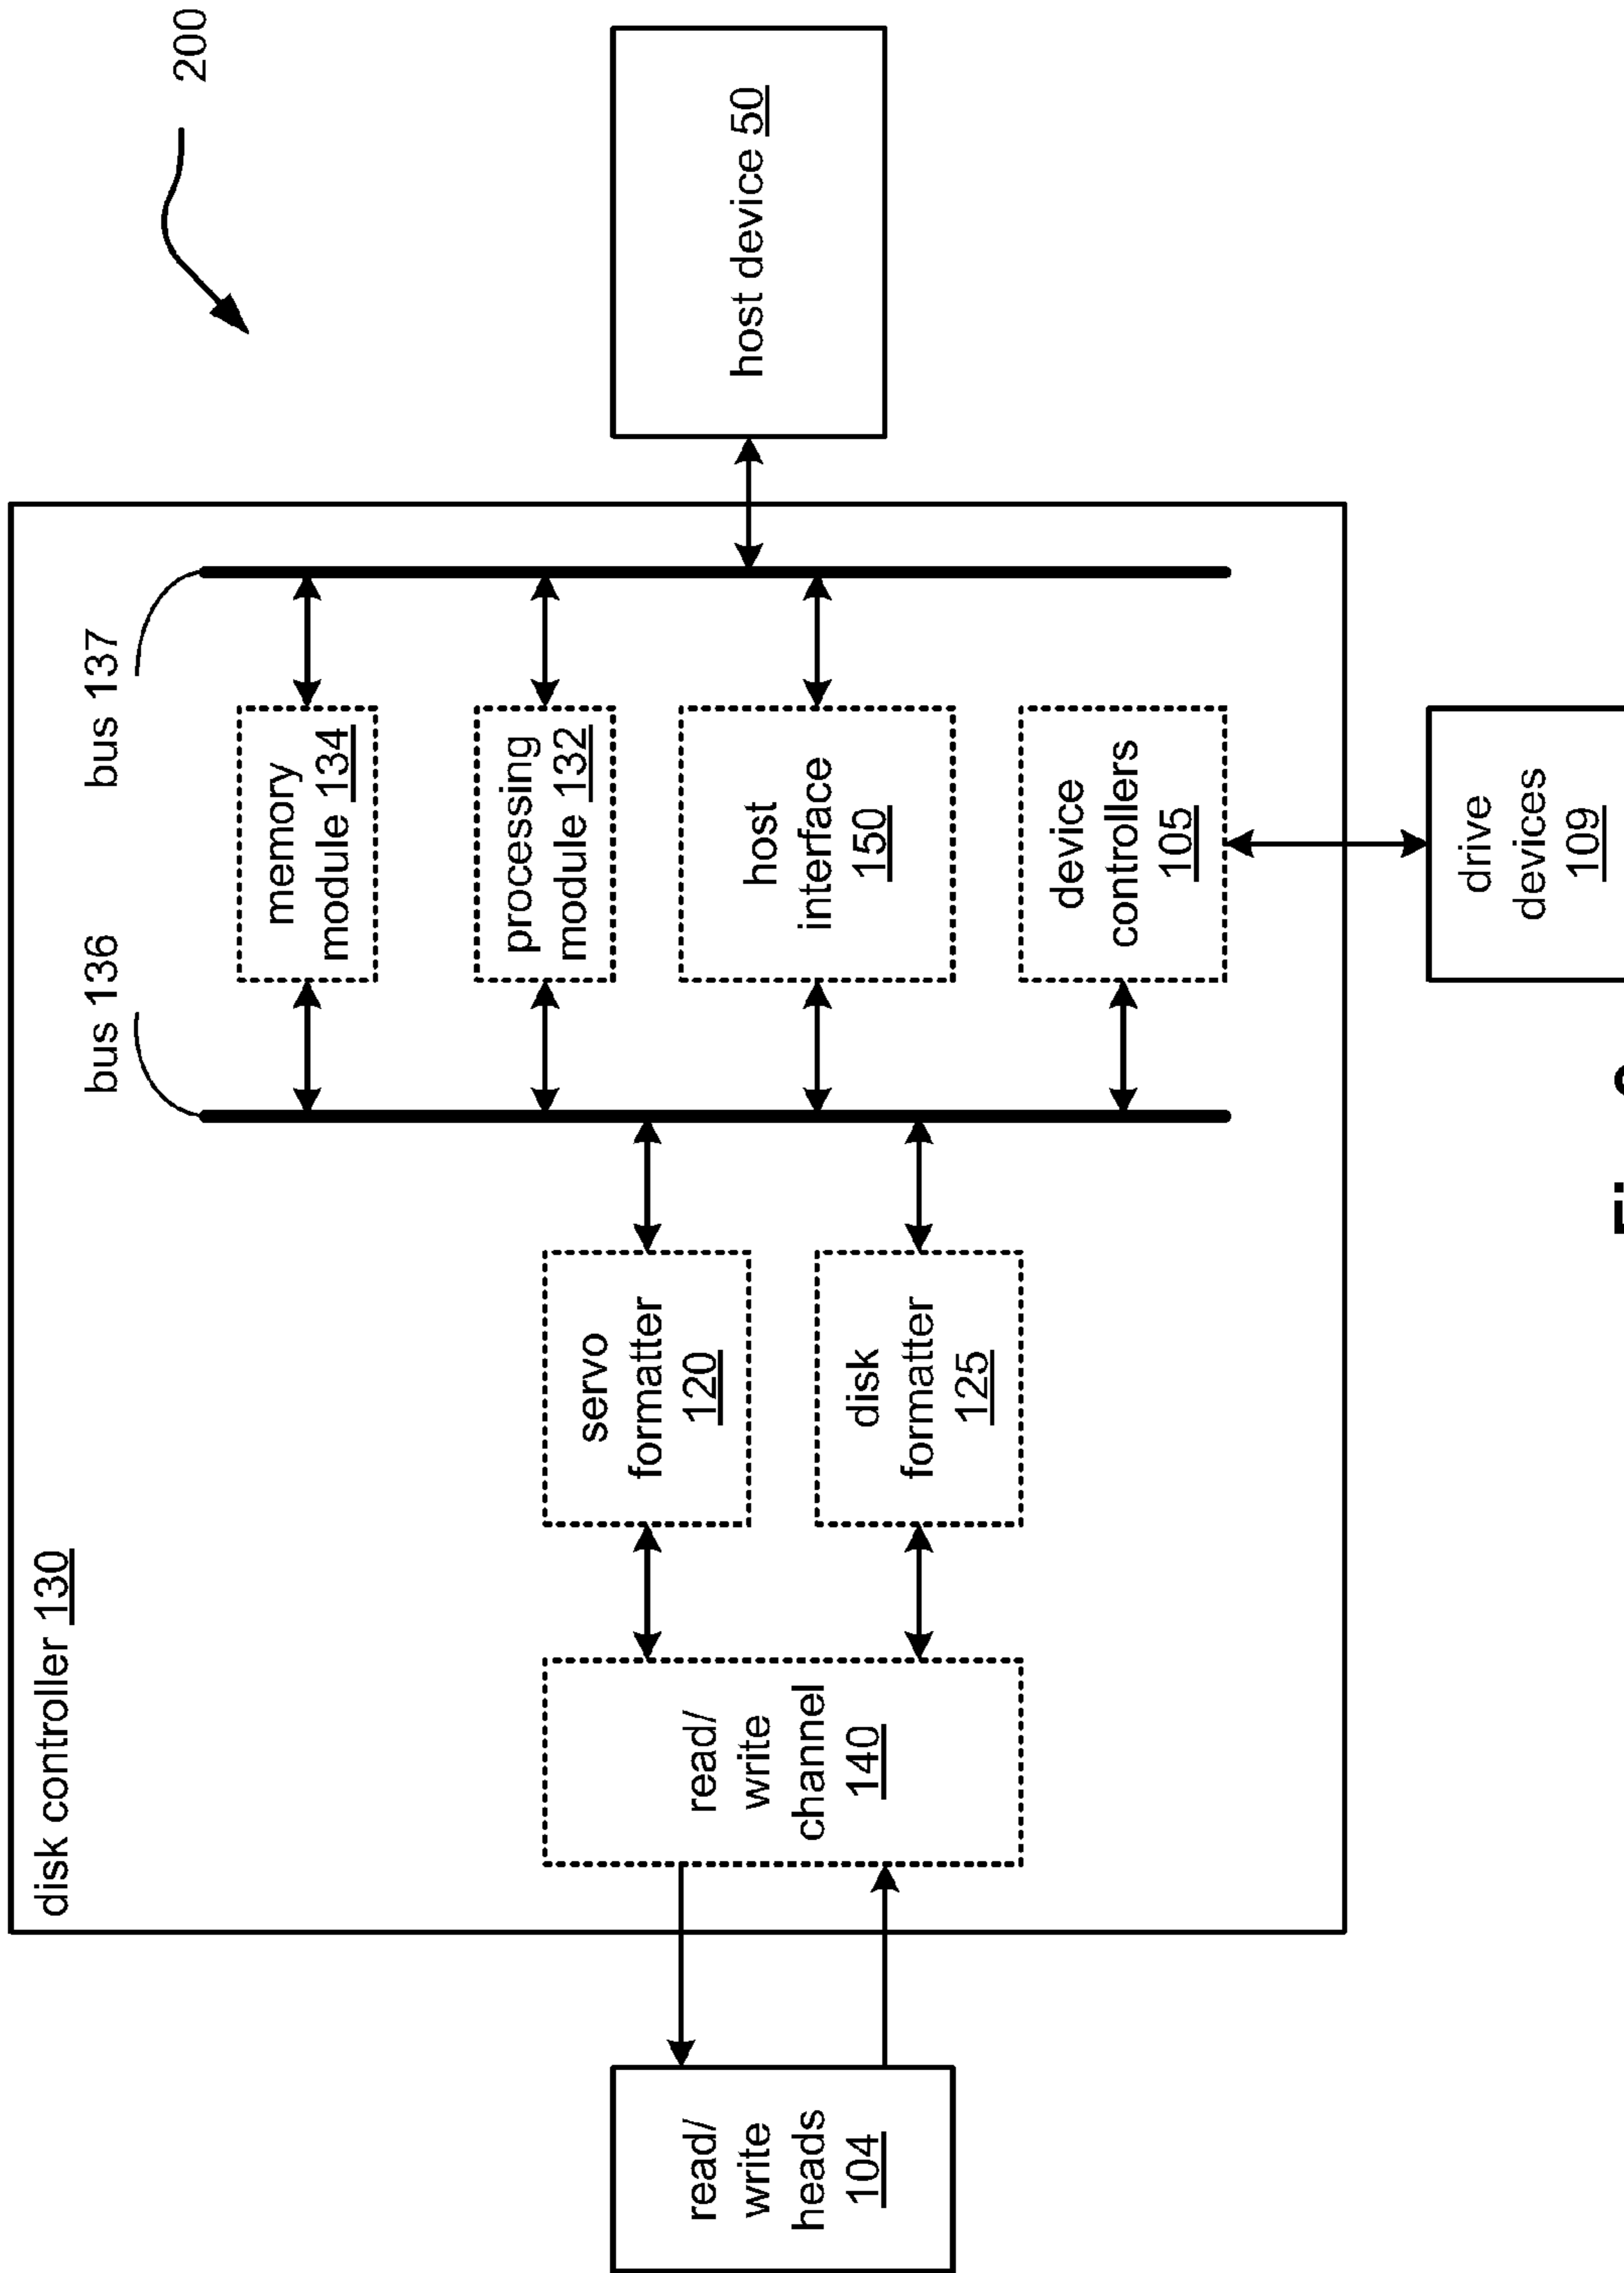 200
disk controller 130
bus 136
bus 137
memory
module 134
processing
module 132
servo
formatter
120
read/
write
heads
104
read/
write
channel
140
host
interface
150
host device 50
disk
formatter
125
device
controllers
105
drive
devices
109